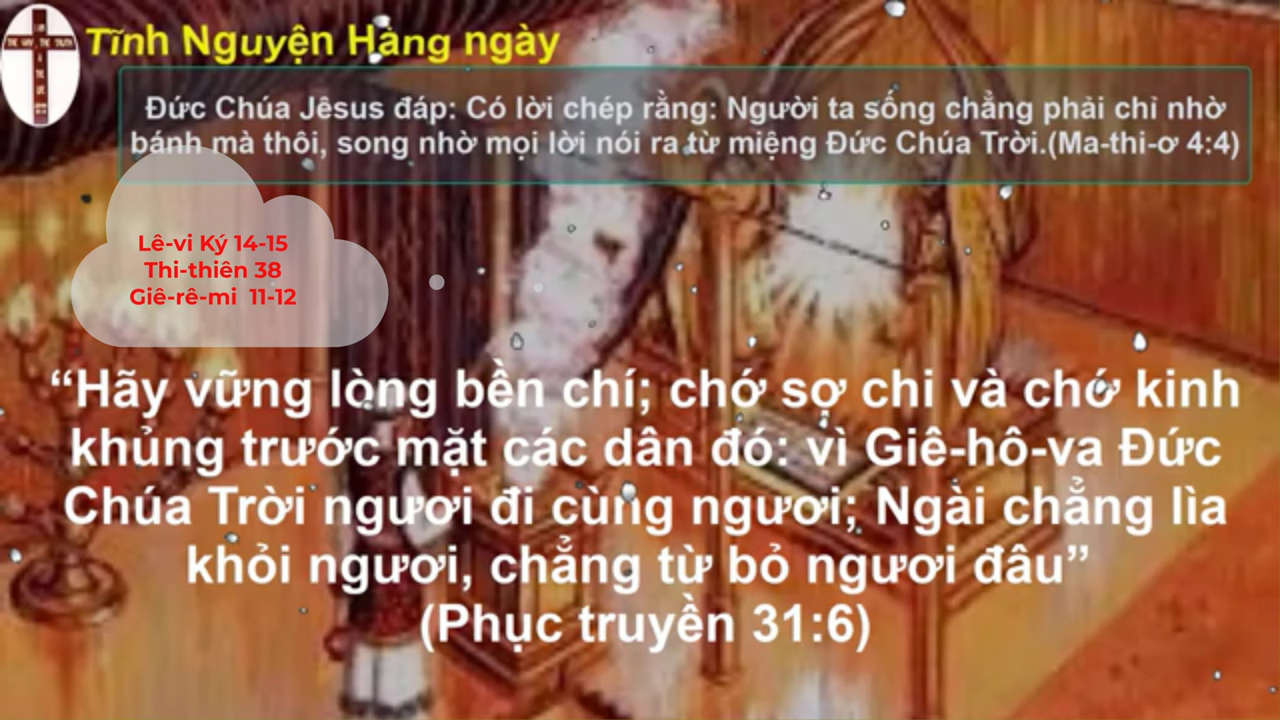 Tĩnh Nguyện Hàng ngày
Đức Chúa Jêsus đáp: Có lời chép rằng: Người ta sống chẳng phải chỉ nhờ
bánh mà thôi, song nhờ mọi lời nói ra từ miệng Đức Chúa Trời.(Ma-thi-ơ 4:4)
Lê-vi Ký 14-15
Thi-thiên 38
Giê-rê-mi 11-12
“Hãy vững lòng bền chí; chớ sợ chi và chớ kinh
khủng trước mặt các dân đó: vì Giê-hô-va Đức
Chúa Trời ngươi đi cùng ngươi; Ngài chẳng lìa
khỏi ngươi, chẳng từ bỏ ngươi đâu”
(Phục truyền 31:6)